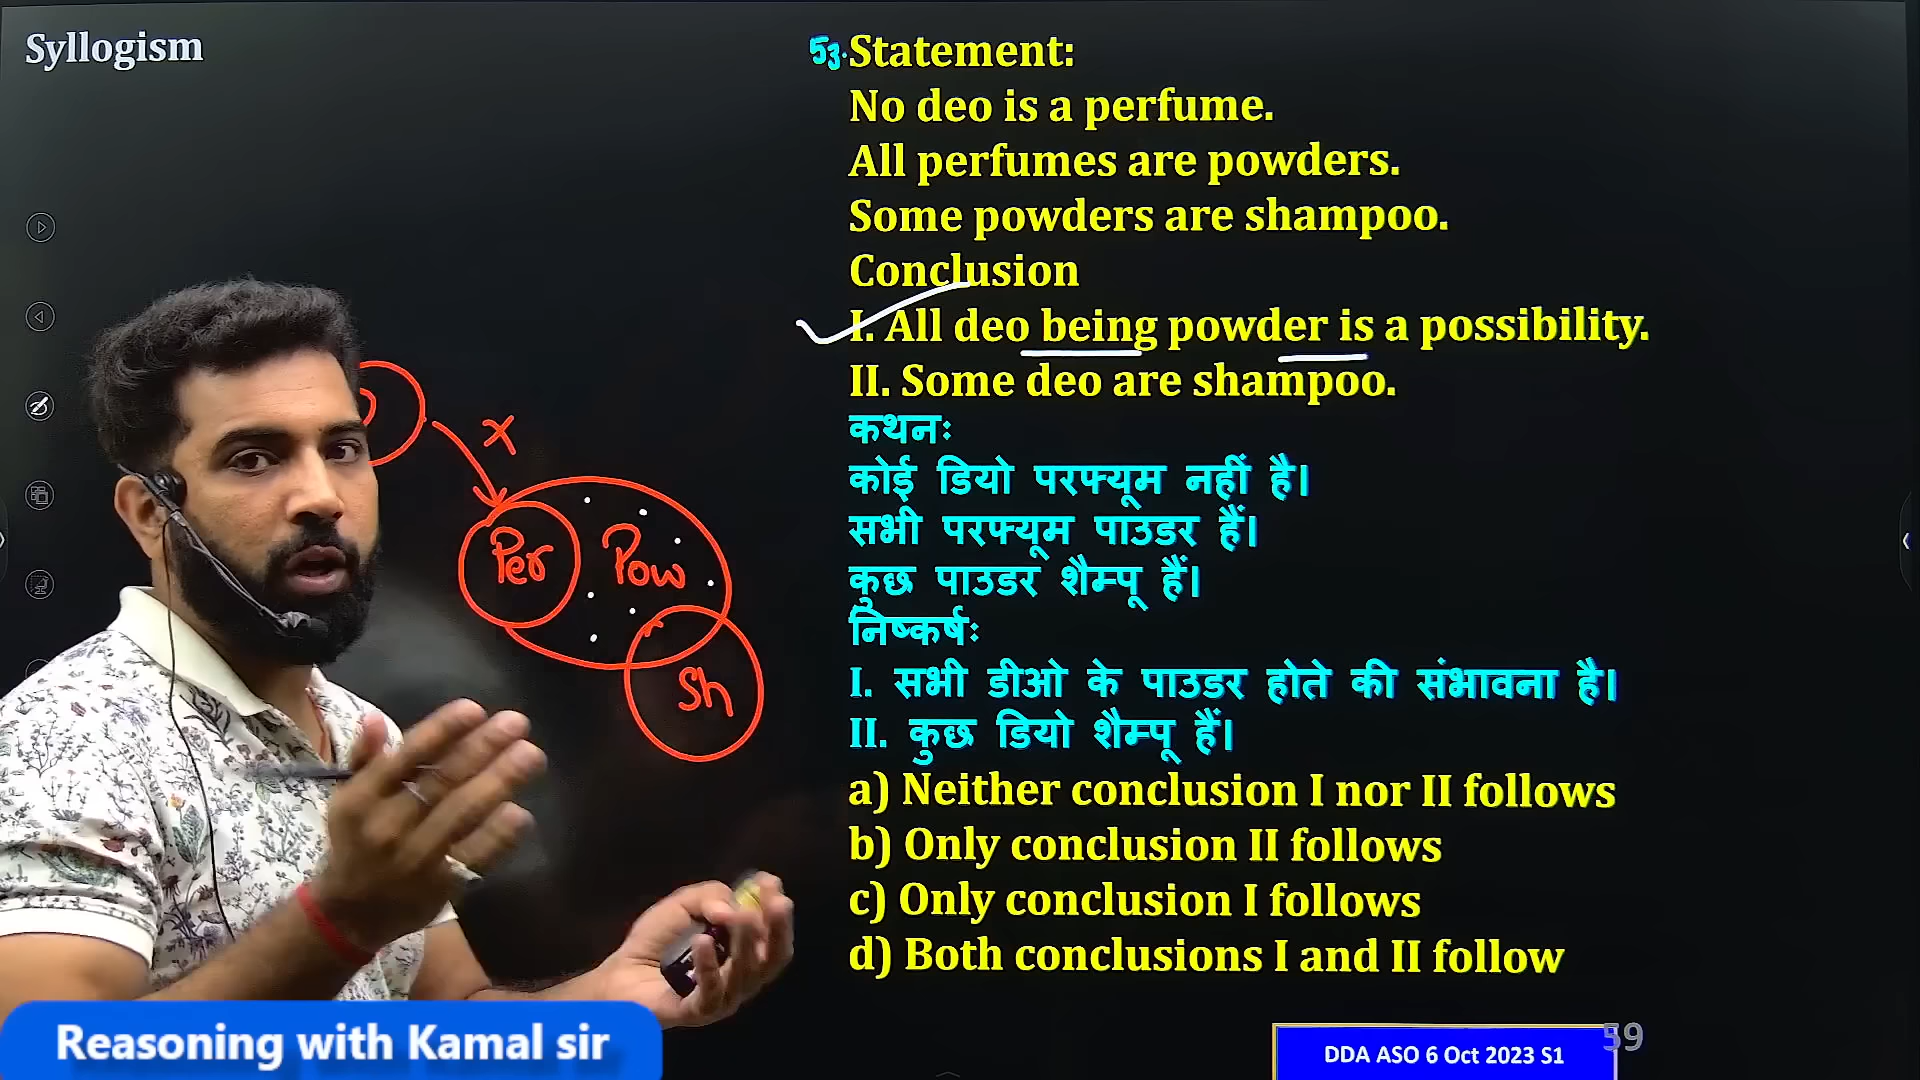 Syllogism
53. Statement:
No deo is a perfume.
All perfumes are powders.
Some powders are shampoo.
Conclusion
I. All deo being powder is a possibility.
II. Some deo are shampoo.
कथनः
कोई डियो परफ्यूम नहीं है।
सभी परफ्यूम पाउडर हैं।
कुछ पाउडर शैम्पू हैं।
निष्कर्षः
I. सभी डीओ के पाउडर होते की संभावना है।
II. कुछ डियो शैम्पू हैं।
a) Neither conclusion I nor II follows
b) Only conclusion II follows
c) Only conclusion I follows
d) Both conclusions I and II follow
x
Per Pow
Sh
Reasoning with Kamal sir
DDA ASO 6 Oct 2023 S1
59